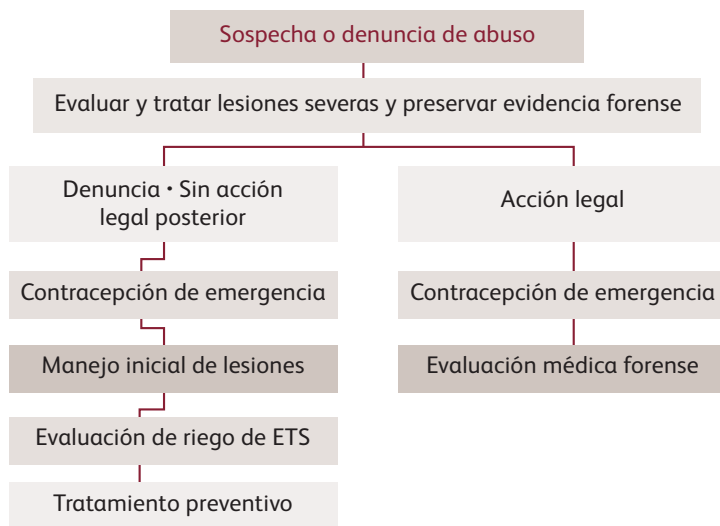 Sospecha o denuncia de abuso
Evaluar y tratar lesiones severas y preservar evidencia forense
Denuncia • Sin acción
legal posterior
Contracepción de emergencia
Manejo inicial de lesiones
Evaluación de riego de ETS
Tratamiento preventivo
Acción legal
Contracepción de emergencia
Evaluación médica forense